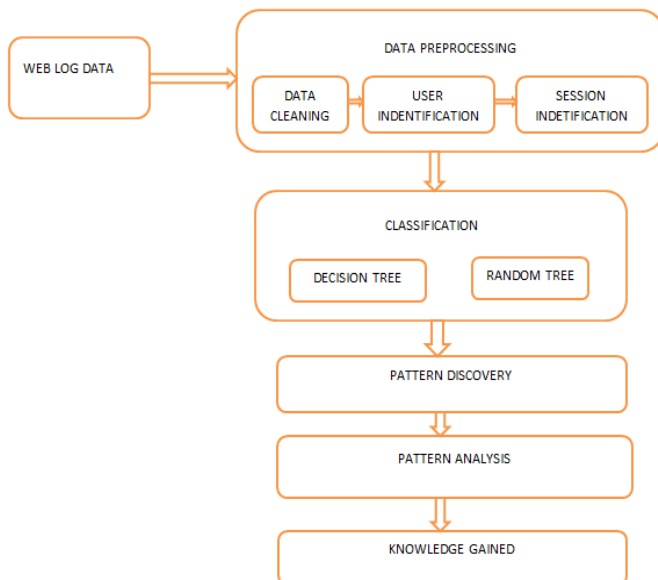 WEB LOG DATA
DATA PREPROCESSING
DATA
CLEANING
USER
INDENTIFICATION
SESSION
INDETIFICATION
CLASSIFICATION
DECISION TREE
RANDOM TREE
PATTERN DISCOVERY
PATTERN ANALYSIS
KNOWLEDGE GAINED